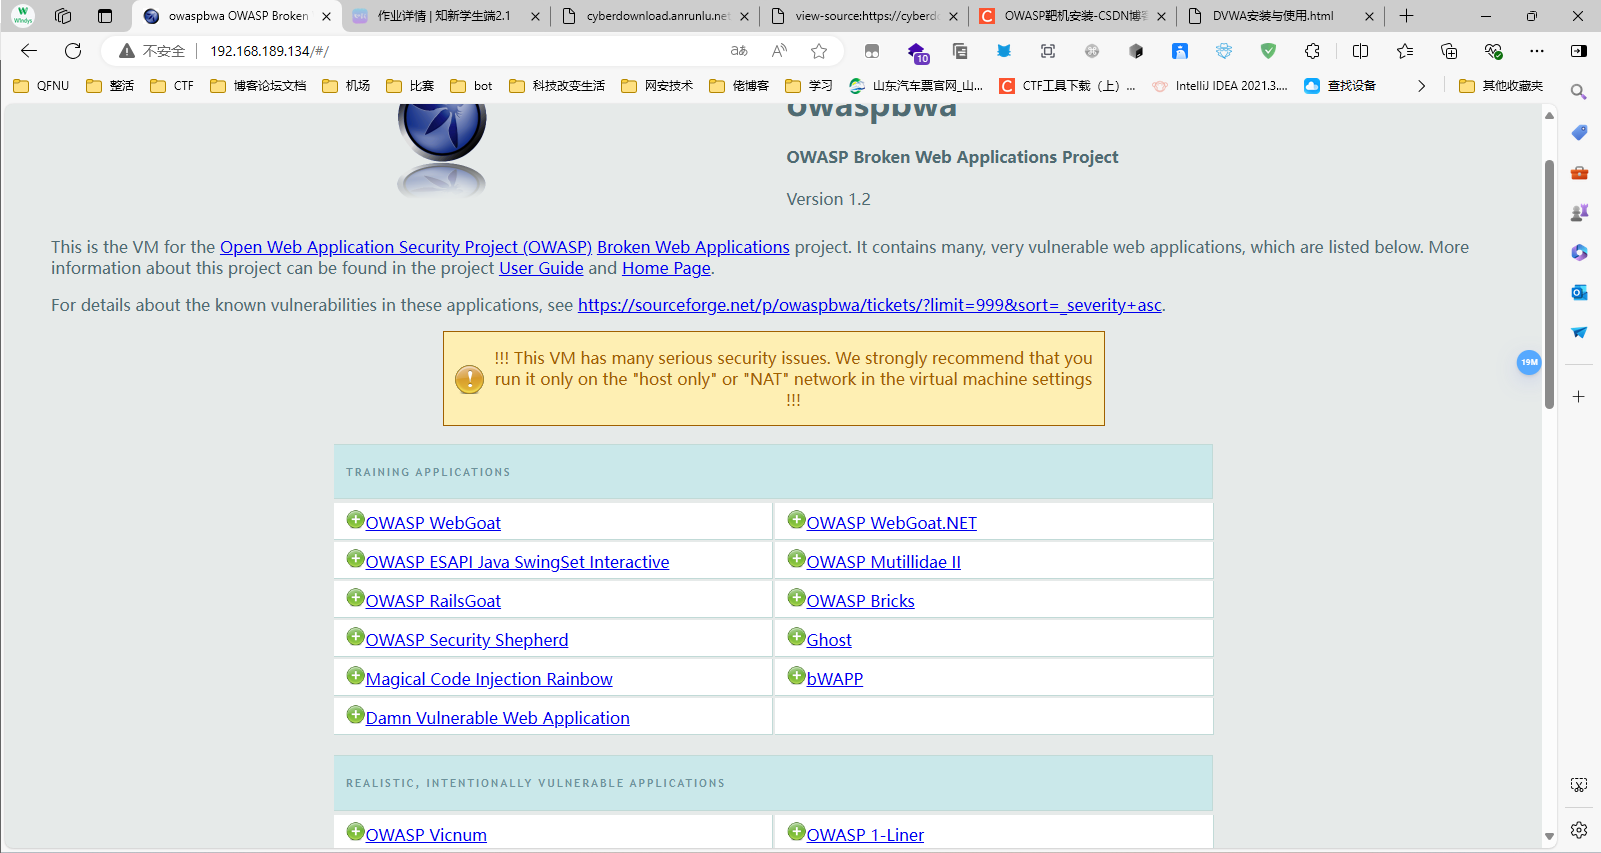 Windys
owaspbwa OWASP Broken
作业详情 | 知新学生端2.1
cyberdownload.anrunlu.net
view-source:https://cyberd
C
OWASP靶机安装-CSDN博客
DVWA安装与使用.html
不安全
192.168.189.134/#/
10
QFNU
整活
CTF
博客论坛文档
机场
比赛
bot
科技改变生活
网安技术
佬博客
学习
山东汽车票官网_山...
C
CTF工具下载（上）...
IntelliJ IDEA 2021.3....
查找设备
其他收藏夹
owaspbwa
OWASP Broken Web Applications Project
Version 1.2
This is the VM for the Open Web Application Security Project (OWASP) Broken Web Applications project. It contains many, very vulnerable web applications, which are listed below. More
information about this project can be found in the project User Guide and Home Page.
For details about the known vulnerabilities in these applications, see https://sourceforge.net/p/owaspbwa/tickets/?limit=999&sort=_severity+asc.
!!! This VM has many serious security issues. We strongly recommend that you
run it only on the "host only" or "NAT" network in the virtual machine settings
!!!
19M
TRAINING APPLICATIONS
OWASP WebGoat
OWASP WebGoat.NET
OWASP ESAPI Java SwingSet Interactive
OWASP Mutillidae II
OWASP RailsGoat
OWASP Bricks
OWASP Security Shepherd
Ghost
Magical Code Injection Rainbow
bWAPP
Damn Vulnerable Web Application
REALISTIC, INTENTIONALLY VULNERABLE APPLICATIONS
OWASP Vicnum
OWASP 1-Liner